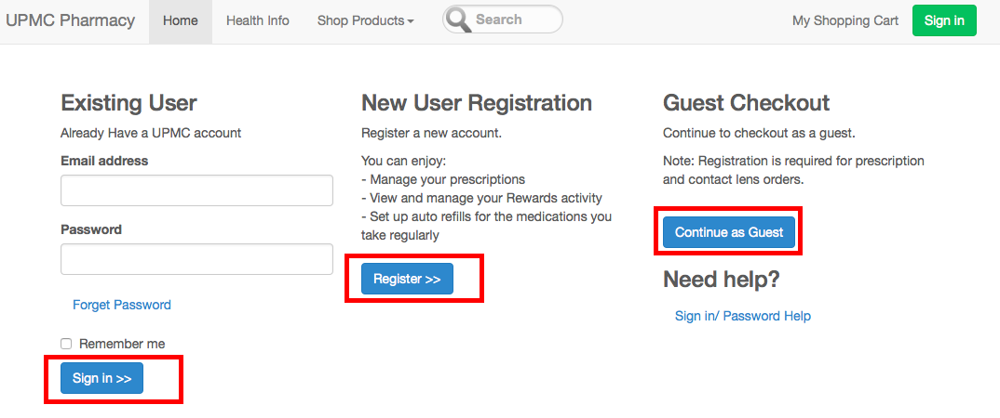 UPMC Pharmacy Home Health Info Shop Products Search My Shopping Cart Sign in
Existing User
Already Have a UPMC account
Email address
Password
Forget Password
Remember me
Sign in >>
New User Registration
Register a new account.
You can enjoy:
- Manage your prescriptions
- View and manage your Rewards activity
- Set up auto refills for the medications you
take regularly
Register >>
Guest Checkout
Continue to checkout as a guest.
Note: Registration is required for prescription
and contact lens orders.
Continue as Guest
Need help?
Sign in/ Password Help